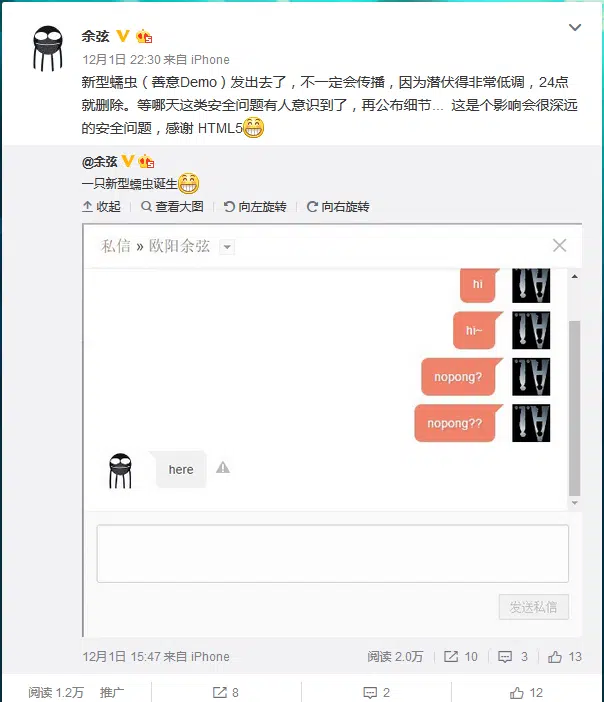 余弦
12月1日 22:30 来自 iPhone
新型蠕虫（善意Demo）发出去了，不一定会传播，因为潜伏得非常低调，24点
就删除。等哪天这类安全问题有人意识到了，再公布细节... 这是个影响会很深远
的安全问题，感谢 HTML5
@余弦
一只新型蠕虫诞生
收起 查看大图 向左旋转 向右旋转
私信 » 欧阳余弦
hi
hi~
nopong?
nopong??
here
发送私信
12月1日 15:47 来自 iPhone 阅读 2.0万 10 3 13
阅读 1.2万 推广 8 2 12